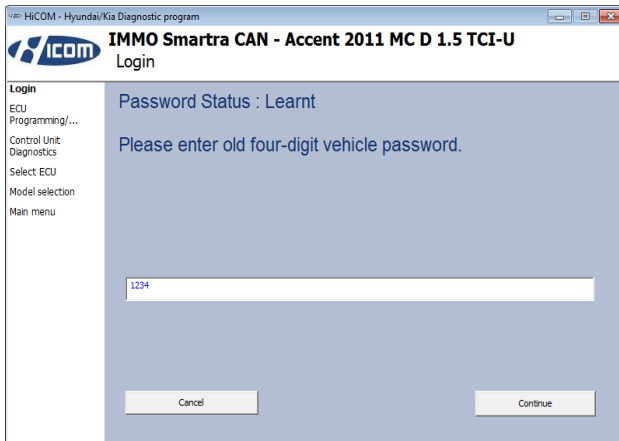 HiCOM - Hyundai/Kia Diagnostic program
HICOM
IMMO Smartra CAN - Accent 2011 MC D 1.5 TCI-U
Login
Login
ECU
Programming/...
Control Unit
Diagnostics
Select ECU
Model selection
Main menu
Password Status : Learnt
Please enter old four-digit vehicle password.
1234
Cancel
Continue